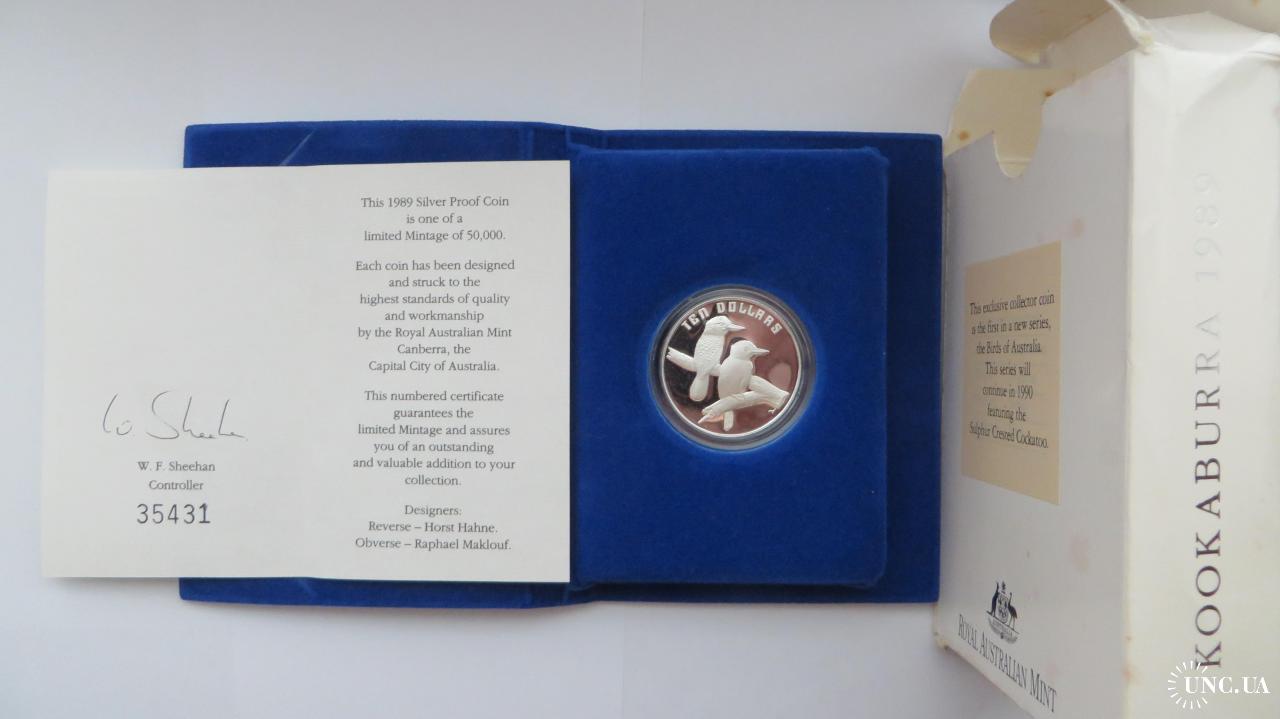 This 1989 Silver Proof Coin
is one of a
limited Mintage of 50,000.
Each coin has been designed
and struck to the
highest standards of quality
and workmanship
by the Royal Australian Mint
Canberra, the
Capital City of Australia.
This numbered certificate
guarantees the
limited Mintage and assures
you of an outstanding
and valuable addition to your
collection.
Designers:
Reverse – Horst Hahne.
Obverse – Raphael Maklouf.
W. F. Sheehan
Controller
35431
TEN DOLLARS
This exclusive collector coin
is the first in a new series,
the Birds of Australia.
This series will
continue in 1990
featuring the
Sulphur Crested Cockatoo.
ROYAL AUSTRALIAN MINT
KOOKABURRA 1989
UNC.UA